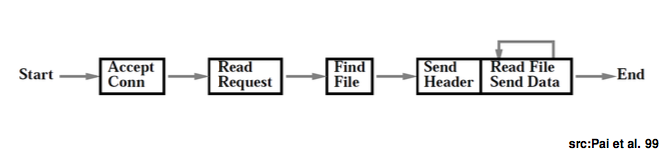 Start
Accept
Conn
Read
Request
Find
File
Send
Header
Read File
Send Data
End
src:Pai et al. 99